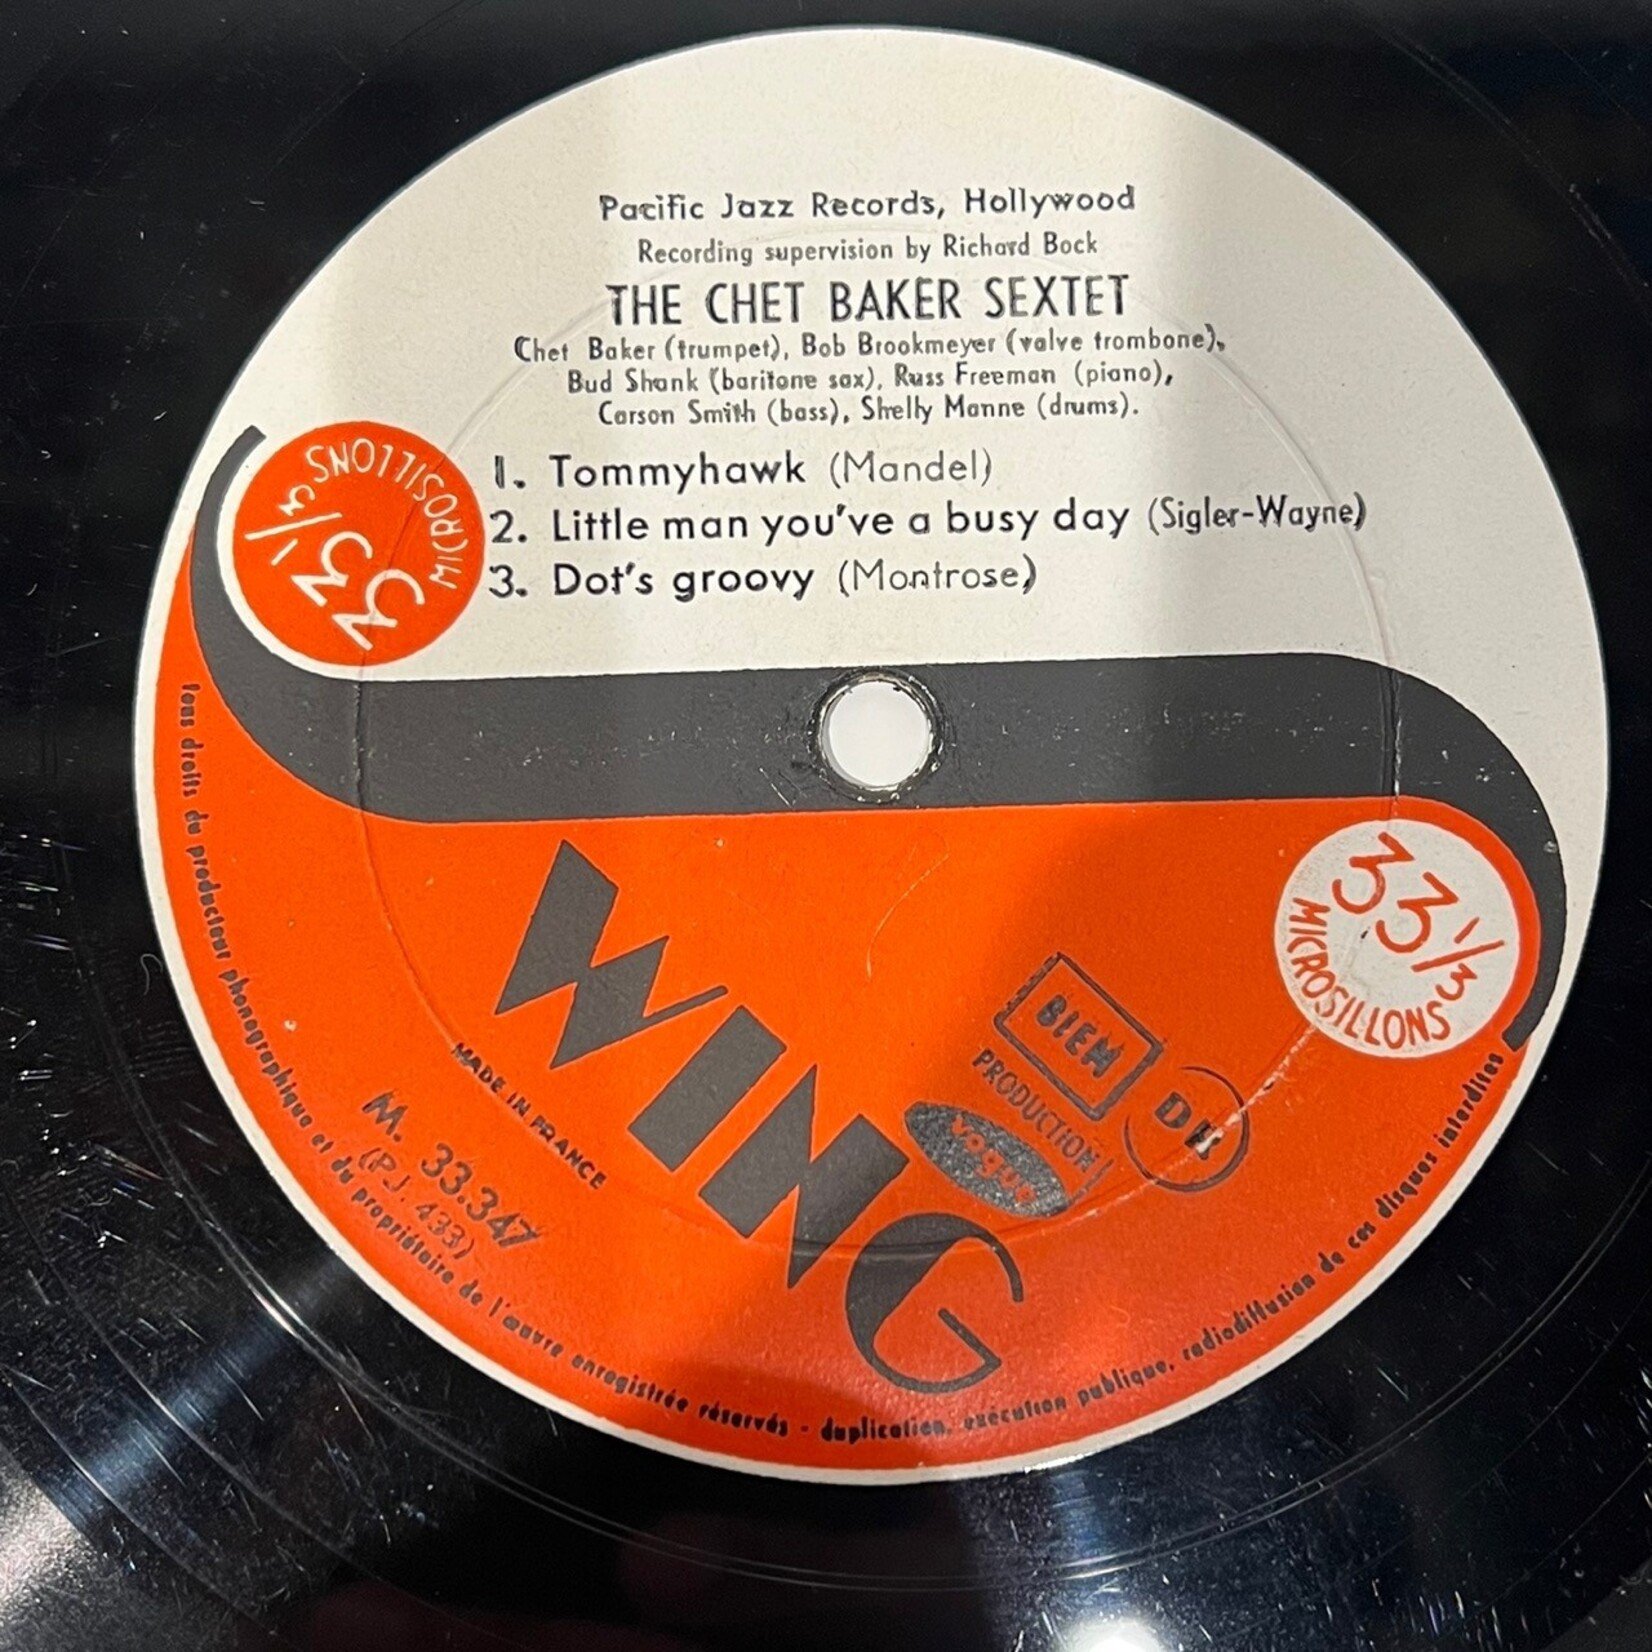 Pacific Jazz Records, Hollywood
Recording supervision by Richard Bock
THE CHET BAKER SEXTET
Chet Baker (trumpet), Bob Brookmeyer (valve trombone),
Bud Shank (baritone sax), Russ Freeman (piano),
Carson Smith (bass), Shelly Manne (drums).
1. Tommyhawk (Mandel)
2. Little man you've a busy day (Sigler-Wayne)
3. Dot's groovy (Montrose)
33 1/3
MICROSILLONS
33 1/3
MICROSILLONS
WING
MADE IN FRANCE
M. 33.347
(P.J. 433)
BIEM
PRODUCTION
Vogue
Tous droits du producteur phonographique et du propriétaire de l'œuvre enregistrée réservés - duplication, exécution publique, radiodiffusion de ces disques interdites